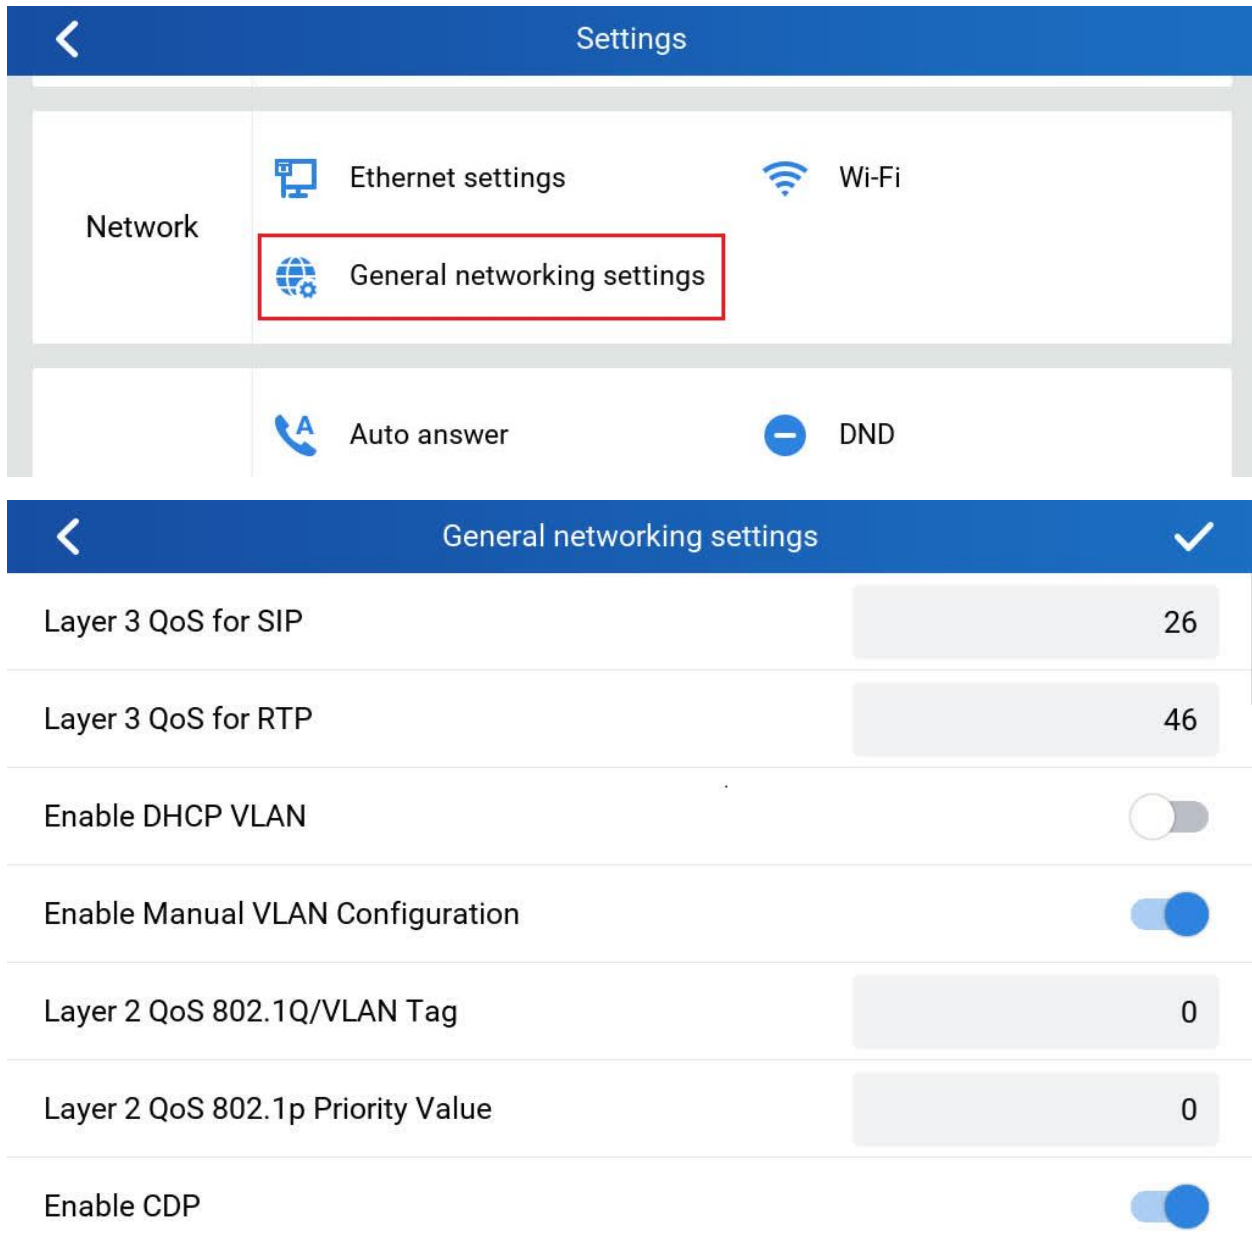 Settings
Network
Ethernet settings
Wi-Fi
General networking settings
Auto answer
A
DND
General networking settings
Layer 3 QoS for SIP
26
Layer 3 QoS for RTP
46
Enable DHCP VLAN
Enable Manual VLAN Configuration
Layer 2 QoS 802.1Q/VLAN Tag
0
Layer 2 QoS 802.1p Priority Value
0
Enable CDP